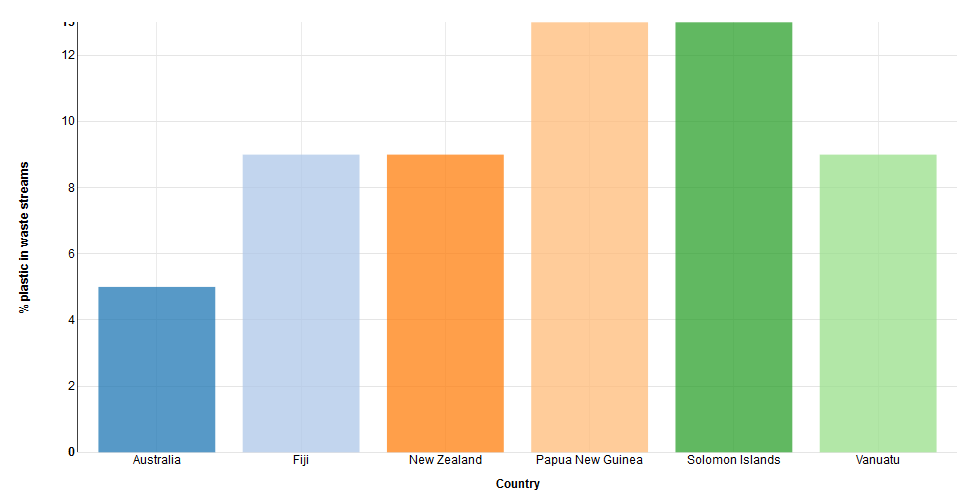 13
12
10
8
6
4
2
0
% plastic in waste streams
Australia Fiji New Zealand Papua New Guinea Solomon Islands Vanuatu
Country